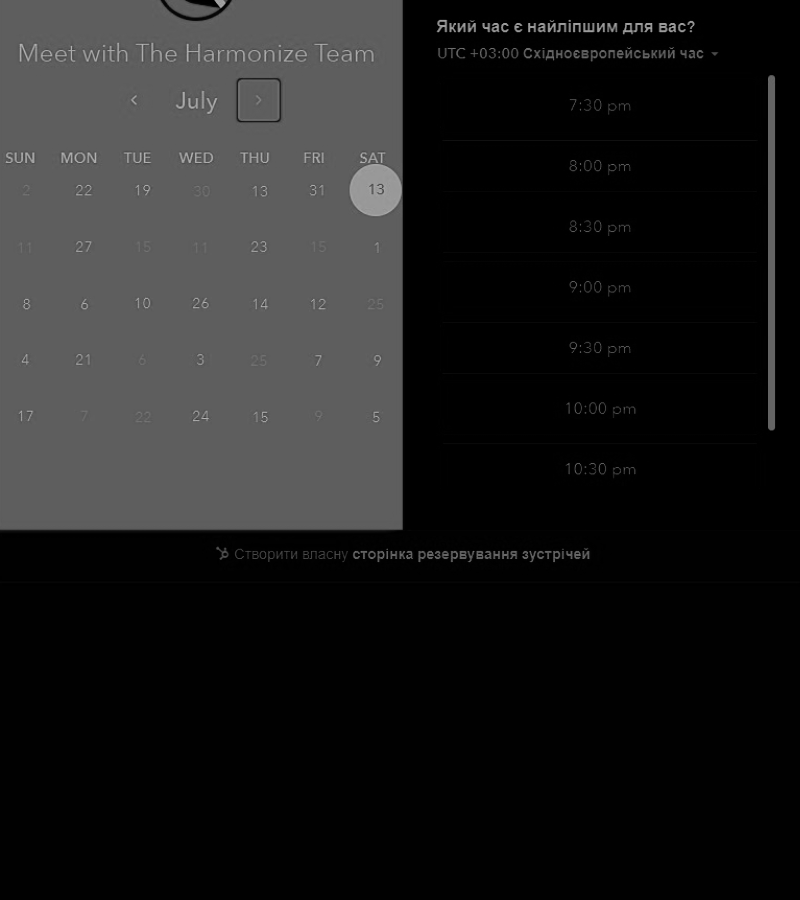 Meet with The Harmonize Team
July
SUN MON TUE WED THU FRI SAT
2 22 19 30 13 31 13
11 27 15 11 23 15 1
8 6 10 26 14 12 25
4 21 6 3 25 7 9
17 7 22 24 15 9 5
Який час є найліпшим для вас?
UTC +03:00 Східноєвропейський час
7:30 pm
8:00 pm
8:30 pm
9:00 pm
9:30 pm
10:00 pm
10:30 pm
Створити власну сторінка резервування зустрічей